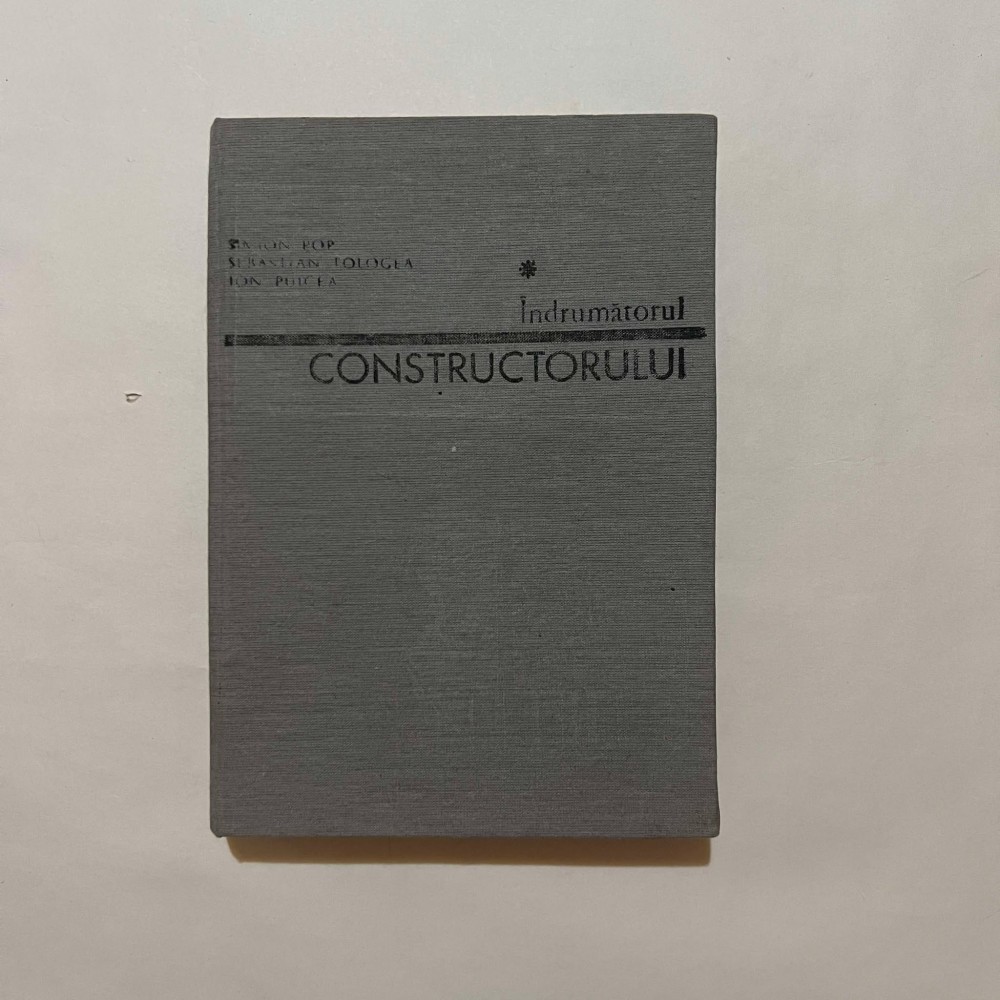 SIMION POP
SEBASTIAN TOLOGEA
ION PUICEA
*
Îndrumătorul
CONSTRUCTORULUI